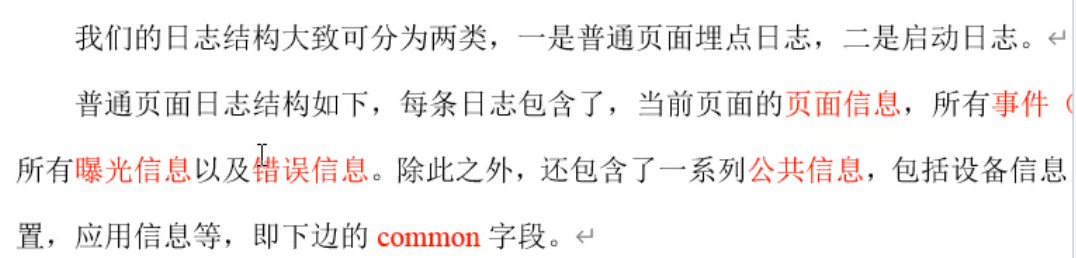 我们的日志结构大致可分为两类，一是普通页面埋点日志，二是启动日志。
普通页面日志结构如下，每条日志包含了，当前页面的页面信息，所有事件（
所有曝光信息以及错误信息。除此之外，还包含了一系列公共信息，包括设备信息
置，应用信息等，即下边的 common 字段。